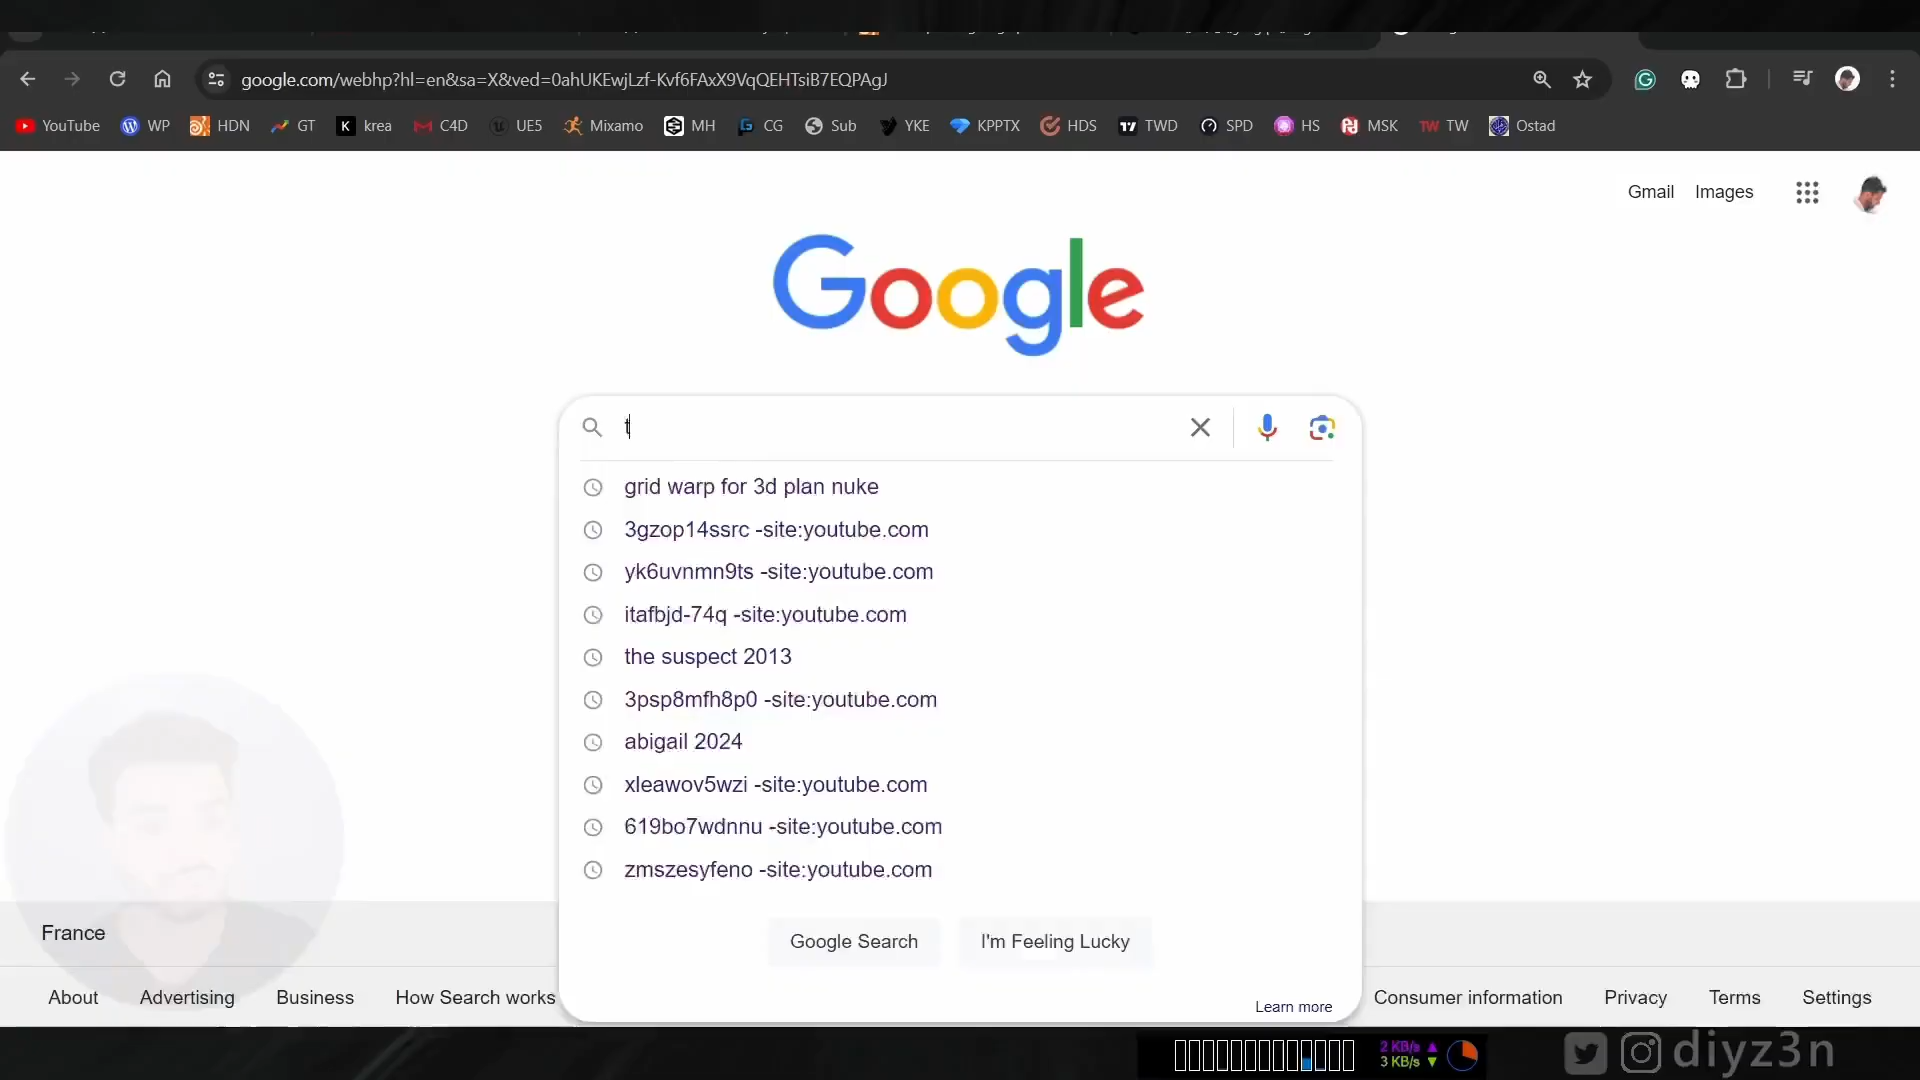 google.com/webhp?hl=en&sa=X&ved=0ahUKEwjLzf-Kvf6FAxX9VqQEHTsiB7EQPAgJ
YouTube WP HDN GT krea C4D UE5 Mixamo MH CG Sub YKE KPPTX HDS TWD SPD HS MSK TW Ostad
Gmail Images
Google
t
grid warp for 3d plan nuke
3gzop14ssrc -site:youtube.com
yk6uvnmn9ts -site:youtube.com
itafbjd-74q -site:youtube.com
the suspect 2013
3psp8mfh8p0 -site:youtube.com
abigail 2024
xleawov5wzi -site:youtube.com
619bo7wdnnu -site:youtube.com
zmszesyfeno -site:youtube.com
Google Search I'm Feeling Lucky
Learn more
France
About Advertising Business How Search works Consumer information Privacy Terms Settings
2 KB/s
3 KB/s
diyz3n